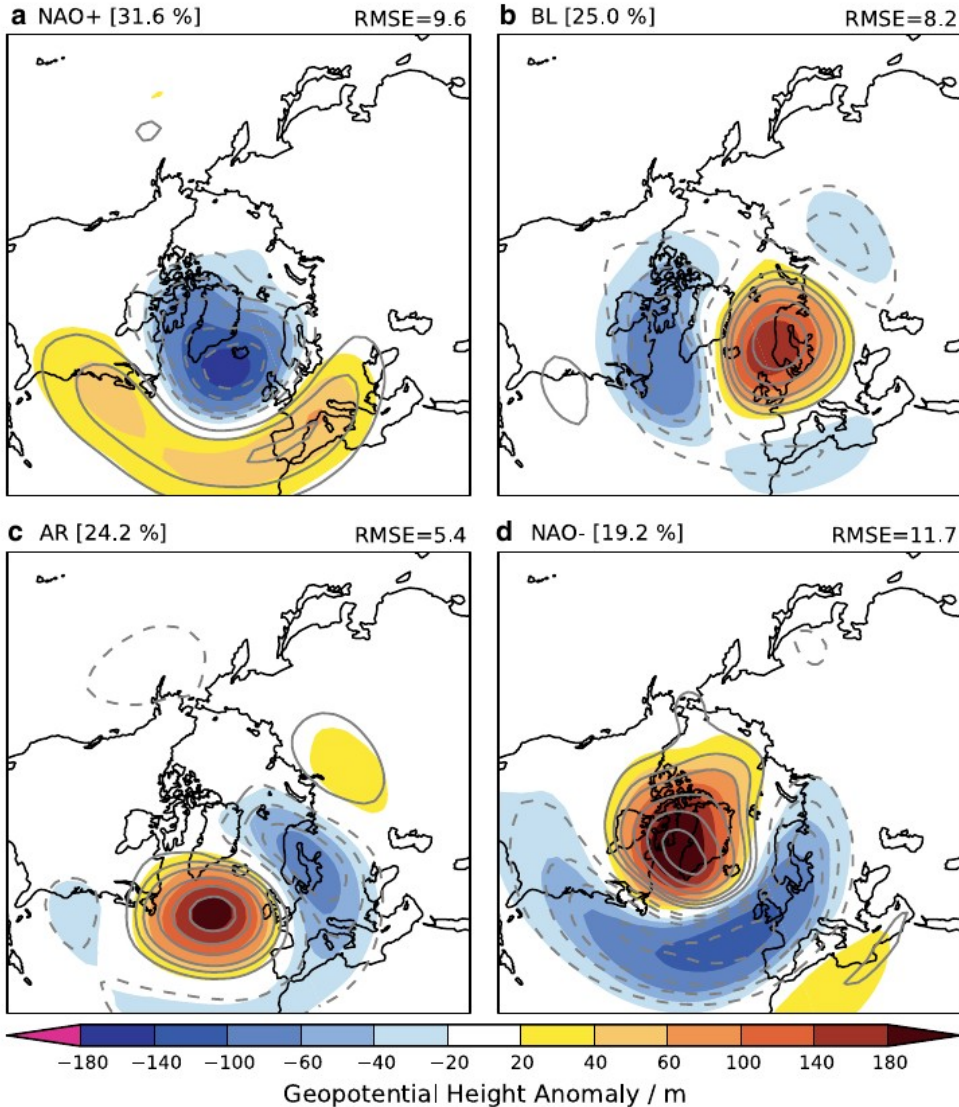 a NAO+ [31.6 %] RMSE=9.6
b BL [25.0 %] RMSE=8.2
c AR [24.2 %] RMSE=5.4
d NAO- [19.2 %] RMSE=11.7
−180 −140 −100 −60 −40 −20 20 40 60 100 140 180
Geopotential Height Anomaly / m